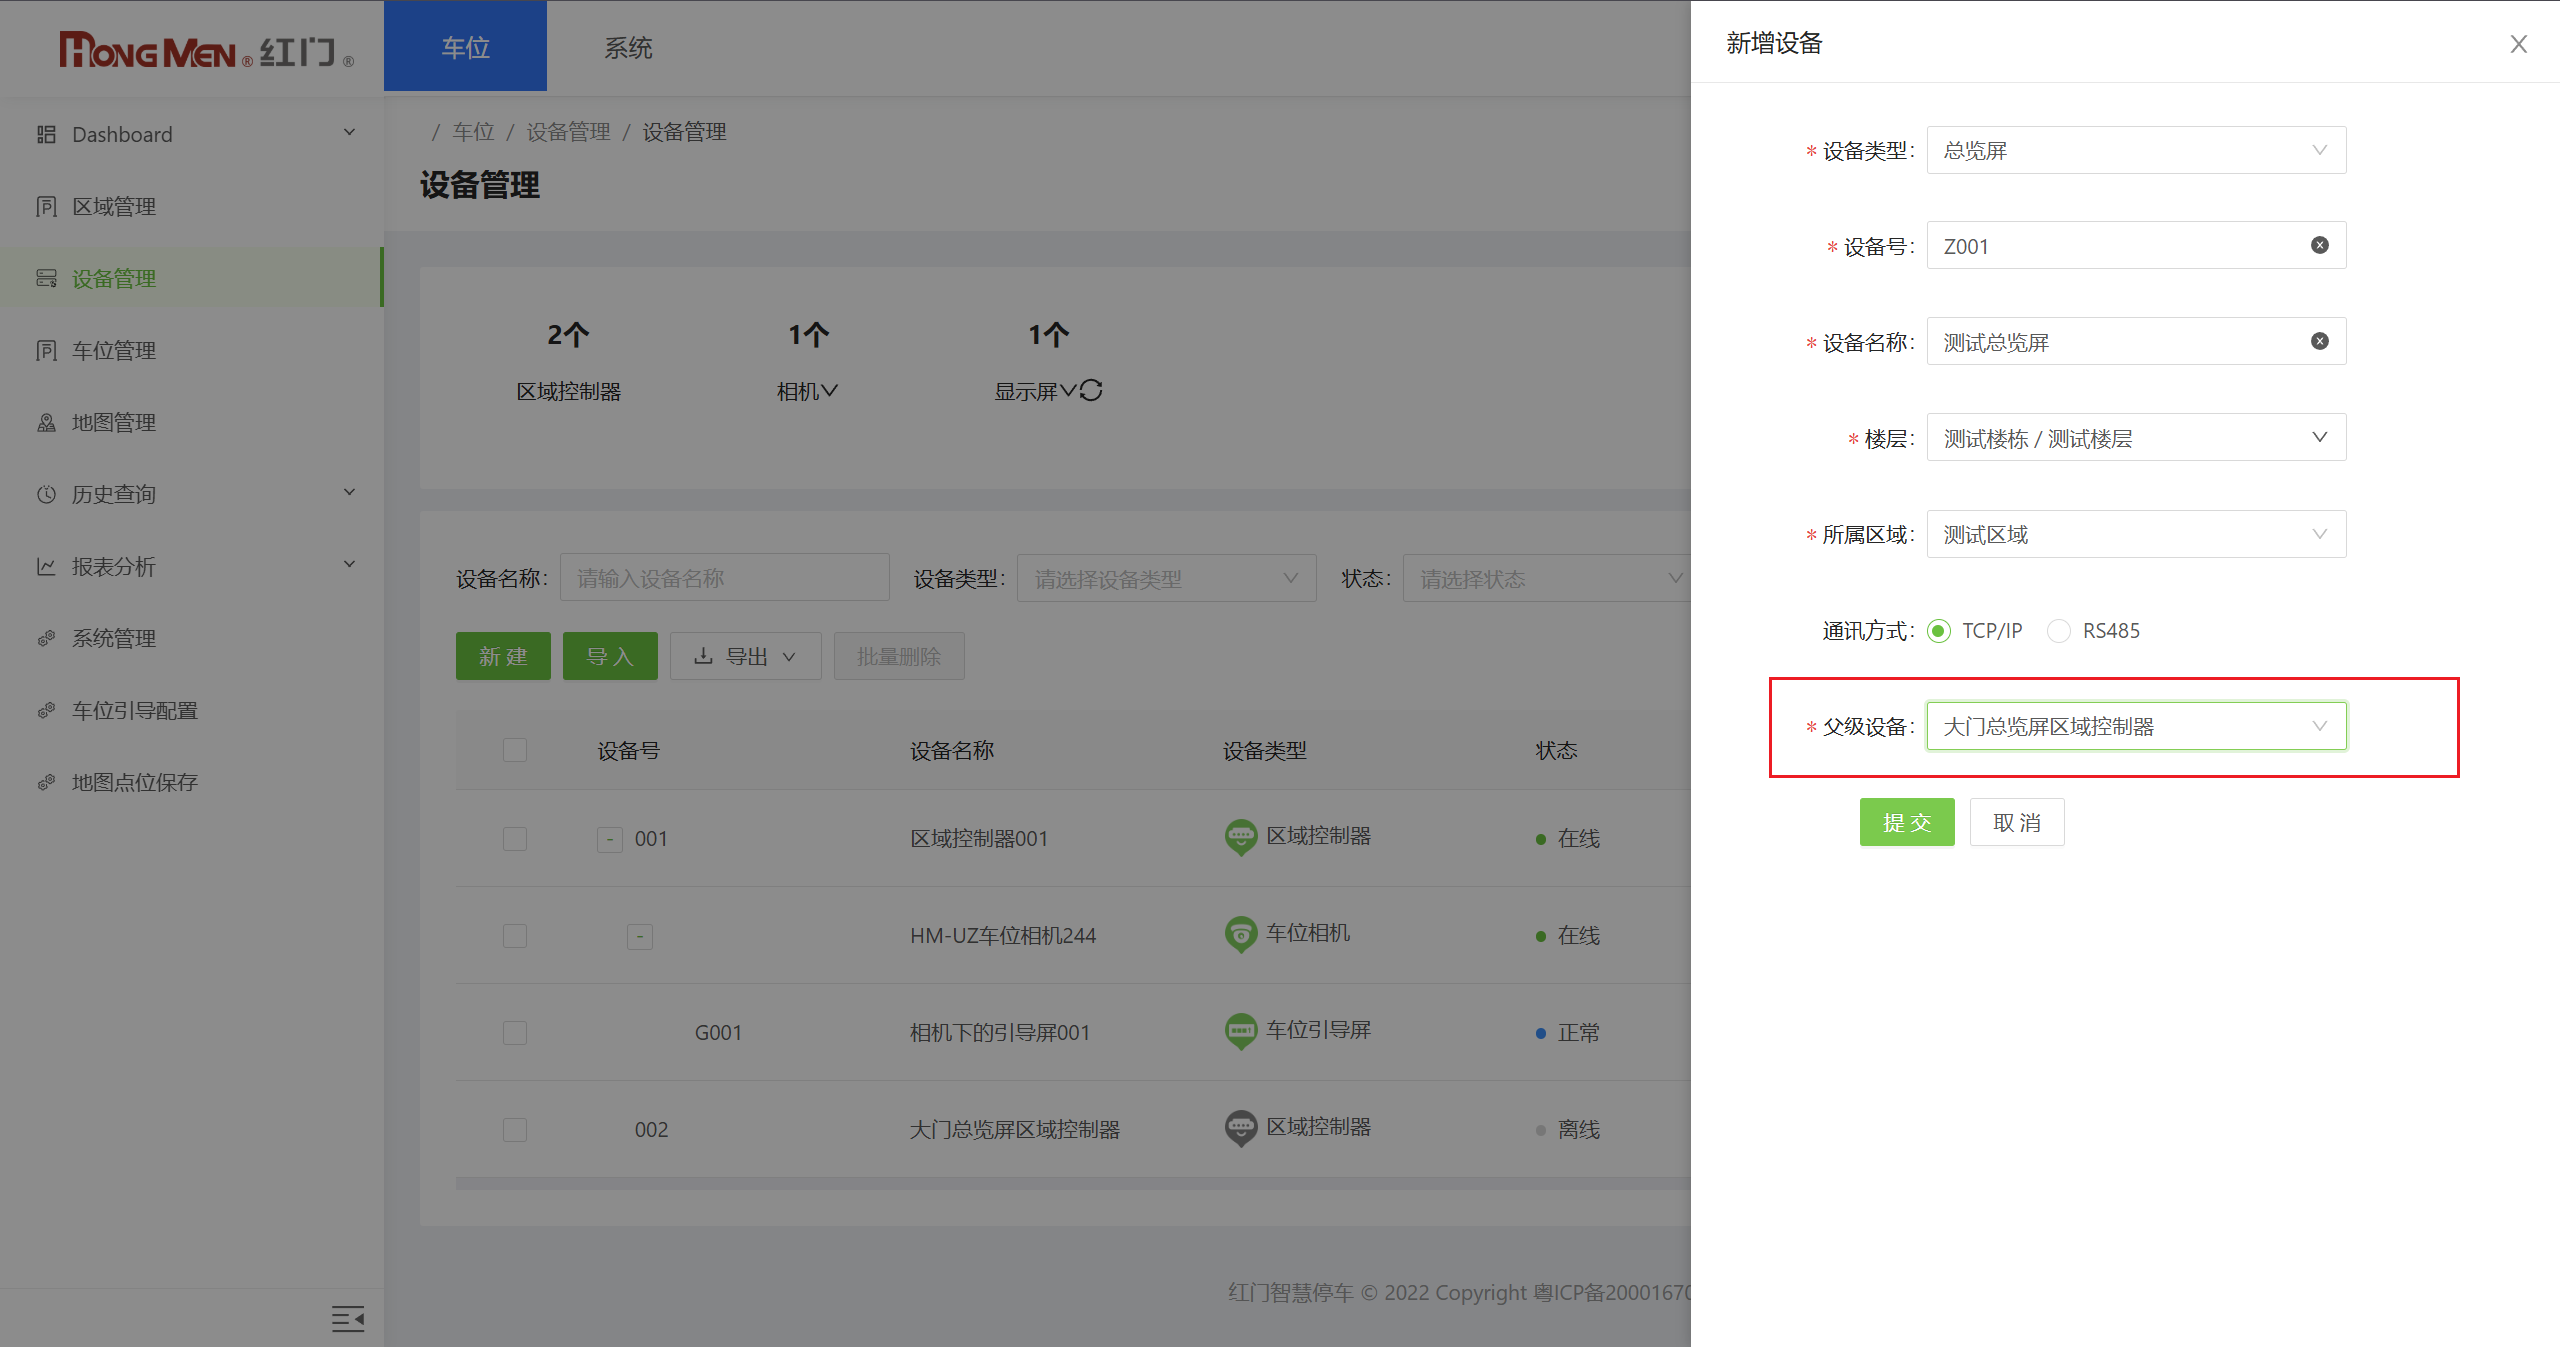 HONGMEN® 红门®
车位
系统
Dashboard
区域管理
设备管理
车位管理
地图管理
历史查询
报表分析
系统管理
车位引导配置
地图点位保存
/ 车位 / 设备管理 / 设备管理
设备管理
2个
1个
1个
区域控制器
相机
显示屏
设备名称: 请输入设备名称
设备类型: 请选择设备类型
状态: 请选择状态
新 建
导 入
导出
批量删除
设备号 设备名称 设备类型 状态
- 001 区域控制器001 区域控制器 在线
- HM-UZ车位相机244 车位相机 在线
G001 相机下的引导屏001 车位引导屏 正常
002 大门总览屏区域控制器 区域控制器 离线
红门智慧停车 © 2022 Copyright 粤ICP备20001670
新增设备
* 设备类型: 总览屏
* 设备号: Z001
* 设备名称: 测试总览屏
* 楼层: 测试楼栋 / 测试楼层
* 所属区域: 测试区域
通讯方式: TCP/IP RS485
* 父级设备: 大门总览屏区域控制器
提 交
取 消